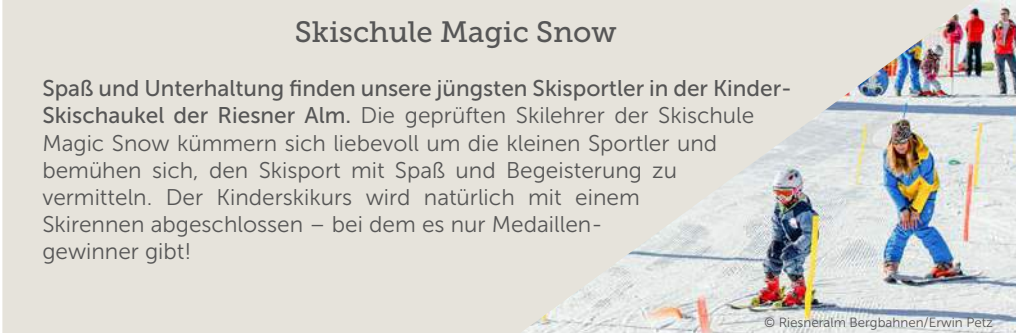 Skischule Magic Snow
Spaß und Unterhaltung finden unsere jüngsten Skisportler in der Kinder-
Skischaukel der Riesner Alm. Die geprüften Skilehrer der Skischule
Magic Snow kümmern sich liebevoll um die kleinen Sportler und
bemühen sich, den Skisport mit Spaß und Begeisterung zu
vermitteln. Der Kinderskikurs wird natürlich mit einem
Skirennen abgeschlossen – bei dem es nur Medaillen-
gewinner gibt!
© Riesneralm Bergbahnen/Erwin Petz